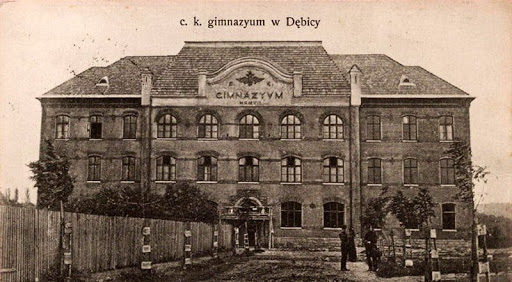 c. k. gimnazyum w Dębicy
C. K.
GIMNAZYUM